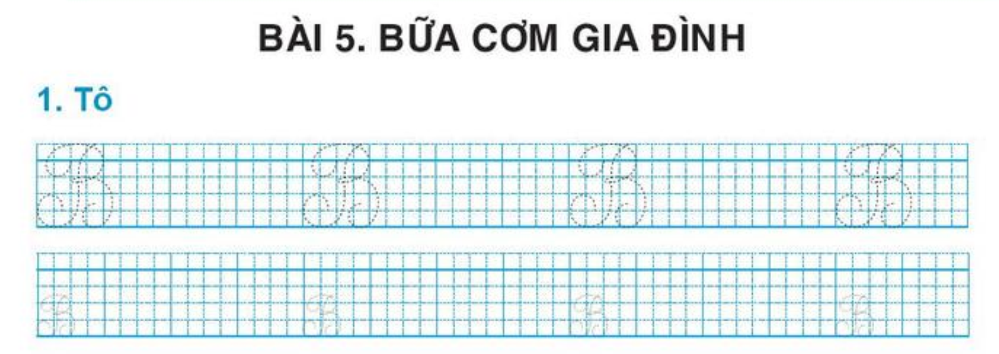 BÀI 5. BỮA CƠM GIA ĐÌNH
1. Tô
B B B B
B B B B